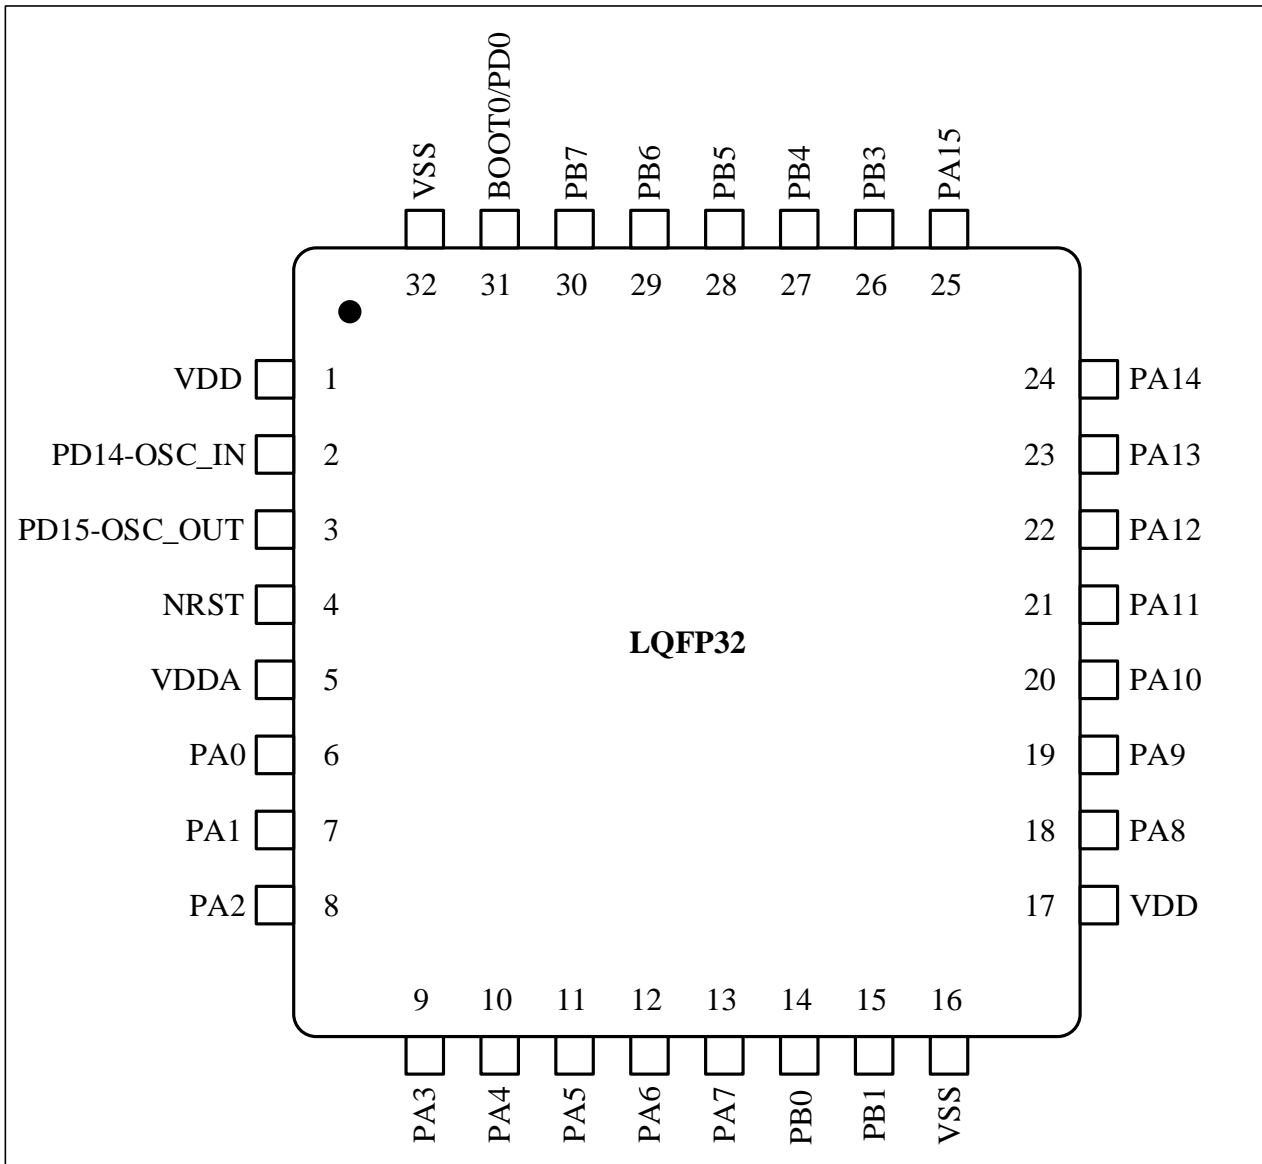 VSS
BOOT0/PD0
PB7
PB6
PB5
PB4
PB3
PA15
32 31 30 29 28 27 26 25
VDD 1 24 PA14
PD14-OSC_IN 2 23 PA13
PD15-OSC_OUT 3 22 PA12
NRST 4 21 PA11
LQFP32
VDDA 5 20 PA10
PA0 6 19 PA9
PA1 7 18 PA8
PA2 8 17 VDD
9 10 11 12 13 14 15 16
PA3
PA4
PA5
PA6
PA7
PB0
PB1
VSS